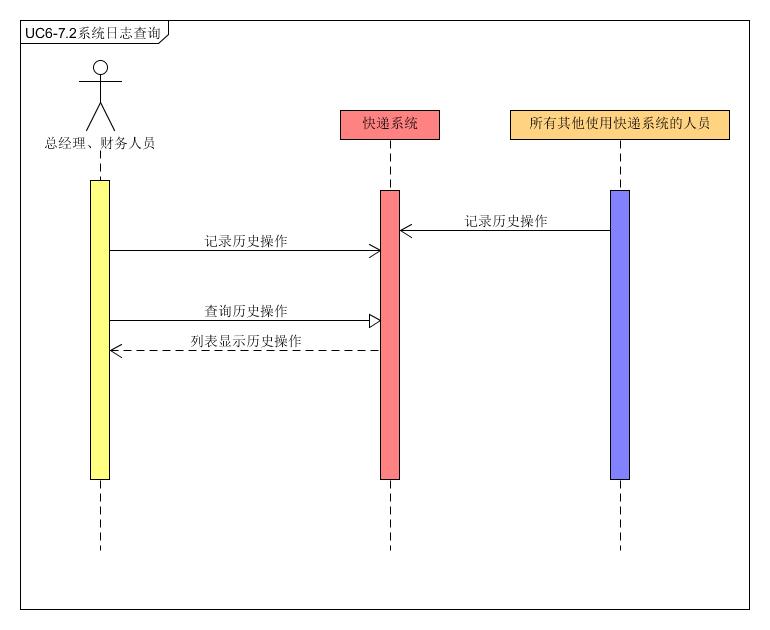 UC6-7.2系统日志查询
总经理、财务人员
快递系统
所有其他使用快递系统的人员
记录历史操作
记录历史操作
查询历史操作
列表显示历史操作